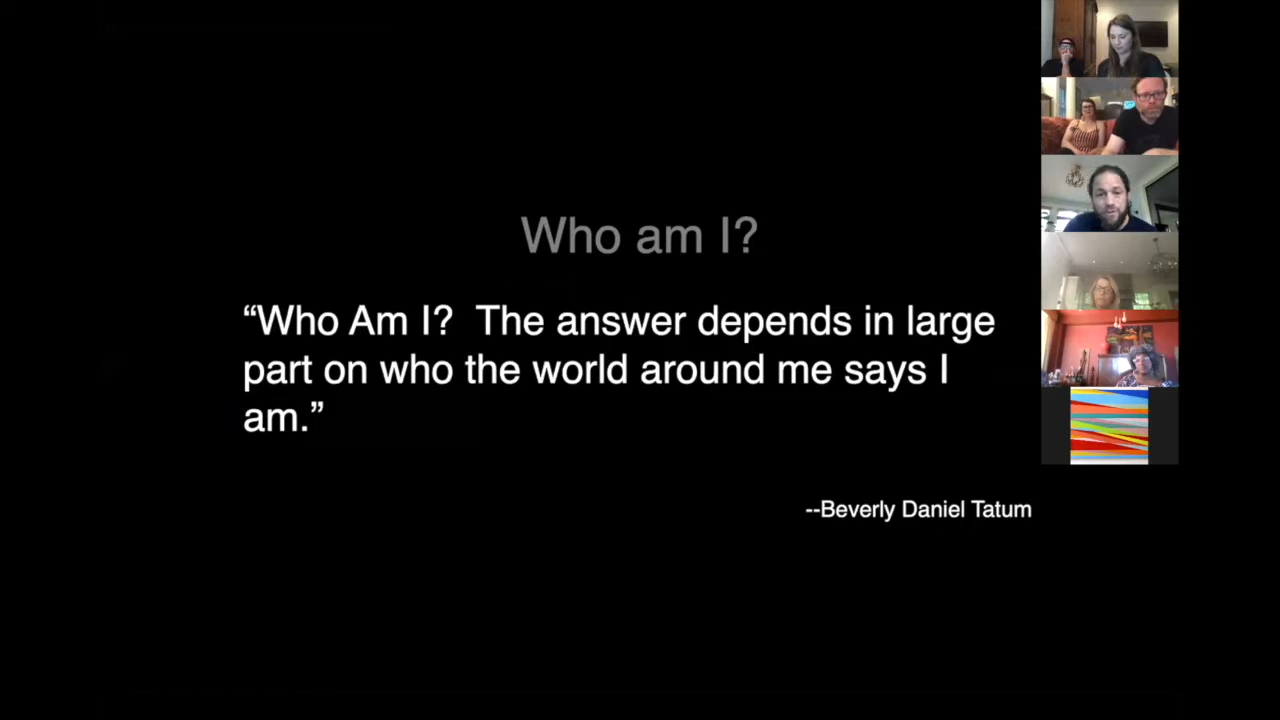 Who am I?
“Who Am I?  The answer depends in large
part on who the world around me says I
am.”
--Beverly Daniel Tatum